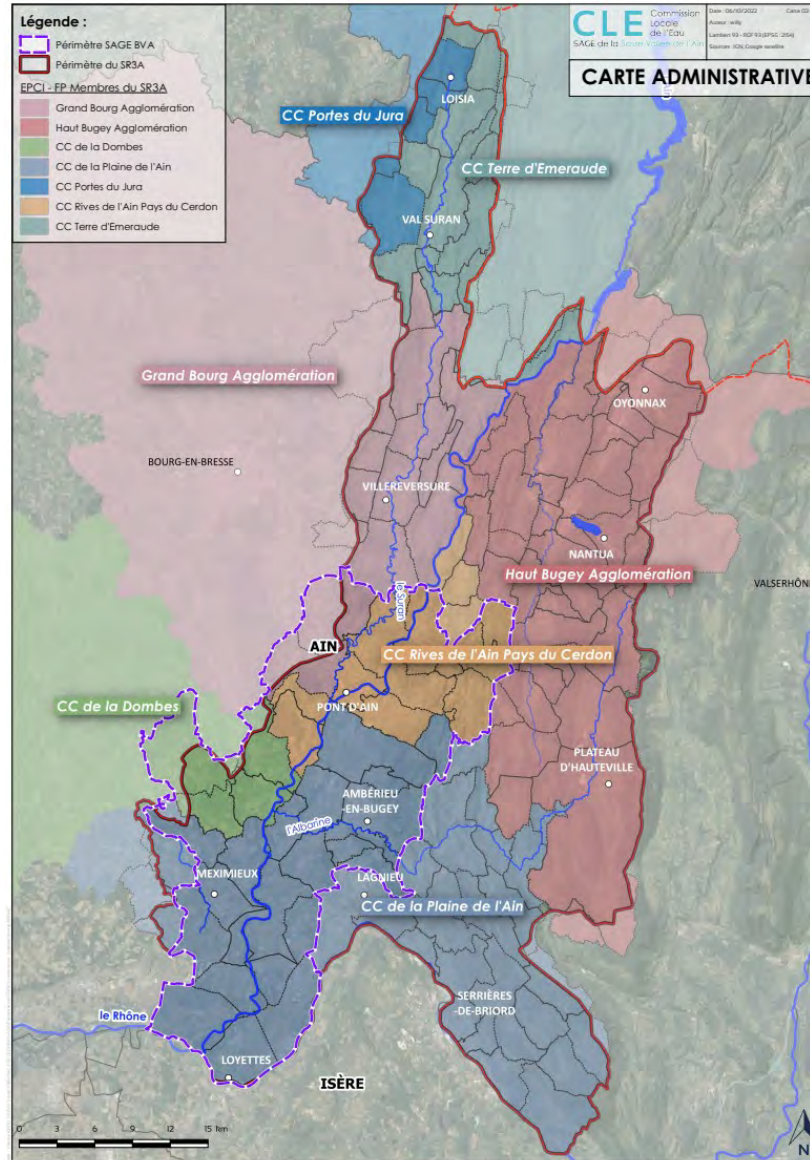 Légende :
Périmètre SAGE BVA
Périmètre du SR3A
EPCI - FP Membres du SR3A
Grand Bourg Agglomération
Haut Bugey Agglomération
CC de la Dombes
CC de la Plaine de l'Ain
CC Portes du Jura
CC Rives de l'Ain Pays du Cerdon
CC Terre d'Emeraude
CLE Commission
Locale
de l'Eau
SAGE de la Basse Vallée de l'Ain
Date : 06/10/2022
CARTE ADMINISTRATIVE
LOISIA
CC Portes du Jura
CC Terre d'Emeraude
VAL SURAN
Grand Bourg Agglomération
OYONNAX
BOURG-EN-BRESSE
VILLEREVERSURE
NANTUA
Haut Bugey Agglomération
VALSERHÔNE
le Suran
AIN
CC Rives de l'Ain Pays du Cerdon
CC de la Dombes
PONT D'AIN
PLATEAU
D'HAUTEVILLE
AMBÉRIEU
-EN-BUGEY
l'Albarine
MEXIMIEUX
LAGNIEU
CC de la Plaine de l'Ain
SERRIÈRES
-DE-BRIORD
le Rhône
LOYETTES
ISÈRE
0 3 6 9 12 15 km
N